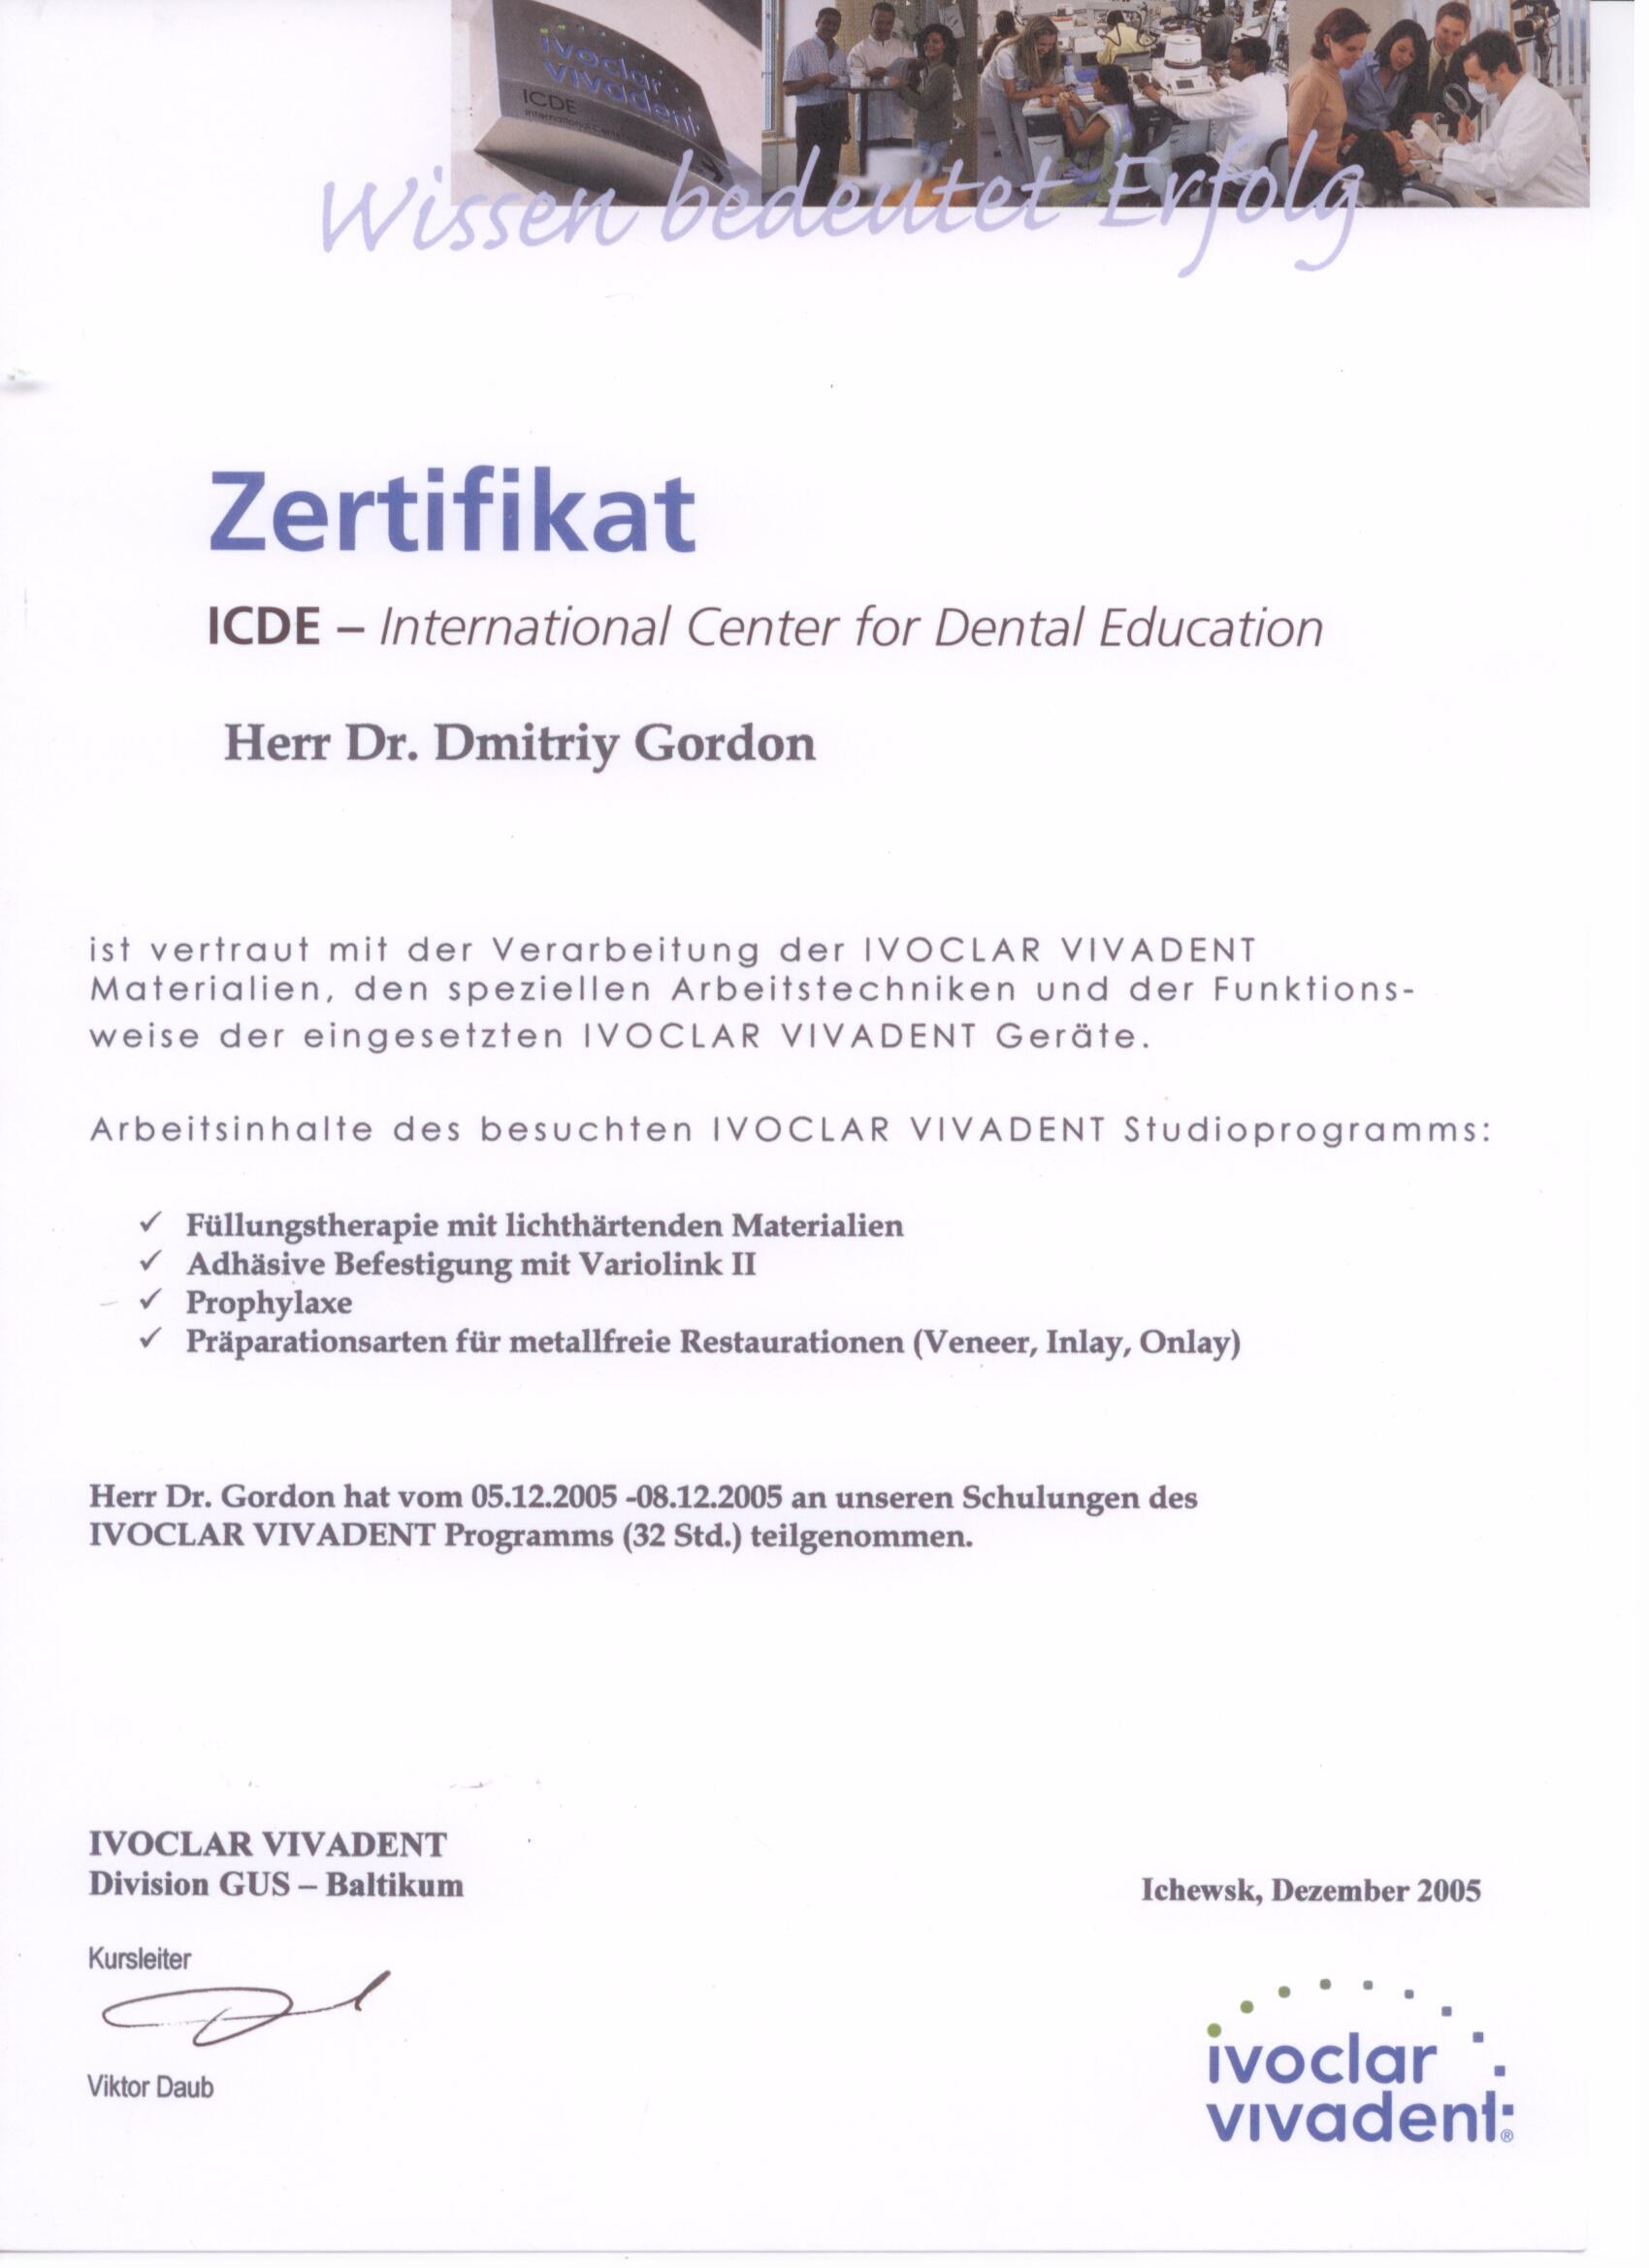 ivoclar
vivadent:
ICDE
International Center
Wissen bedeutet Erfolg
Zertifikat
ICDE – International Center for Dental Education
Herr Dr. Dmitriy Gordon
ist vertraut mit der Verarbeitung der IVOCLAR VIVADENT
Materialien, den speziellen Arbeitstechniken und der Funktions-
weise der eingesetzten IVOCLAR VIVADENT Geräte.
Arbeitsinhalte des besuchten IVOCLAR VIVADENT Studioprogramms:
✓ Füllungstherapie mit lichthärtenden Materialien
✓ Adhäsive Befestigung mit Variolink II
✓ Prophylaxe
✓ Präparationsarten für metallfreie Restaurationen (Veneer, Inlay, Onlay)
Herr Dr. Gordon hat vom 05.12.2005 -08.12.2005 an unseren Schulungen des
IVOCLAR VIVADENT Programms (32 Std.) teilgenommen.
IVOCLAR VIVADENT
Division GUS – Baltikum
Ichewsk, Dezember 2005
Kursleiter
Viktor Daub
ivoclar
vivadent:®